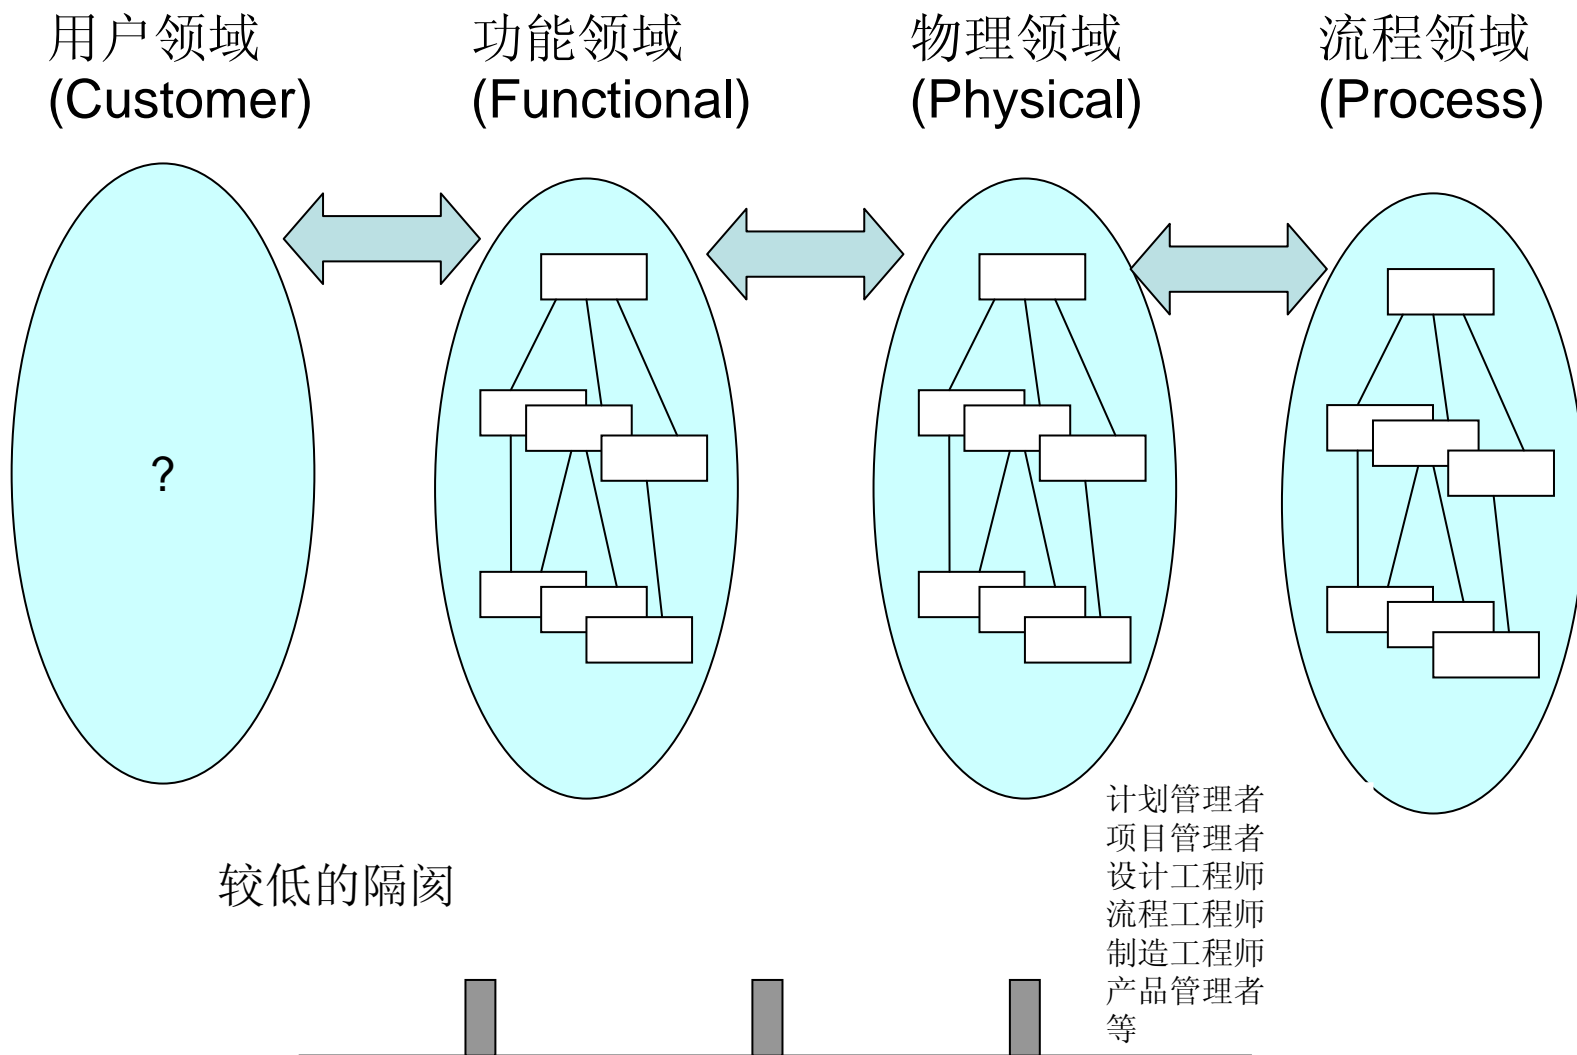 用户领域
(Customer)
功能领域
(Functional)
物理领域
(Physical)
流程领域
(Process)
?
计划管理者
项目管理者
设计工程师
流程工程师
制造工程师
产品管理者
等
较低的隔阂